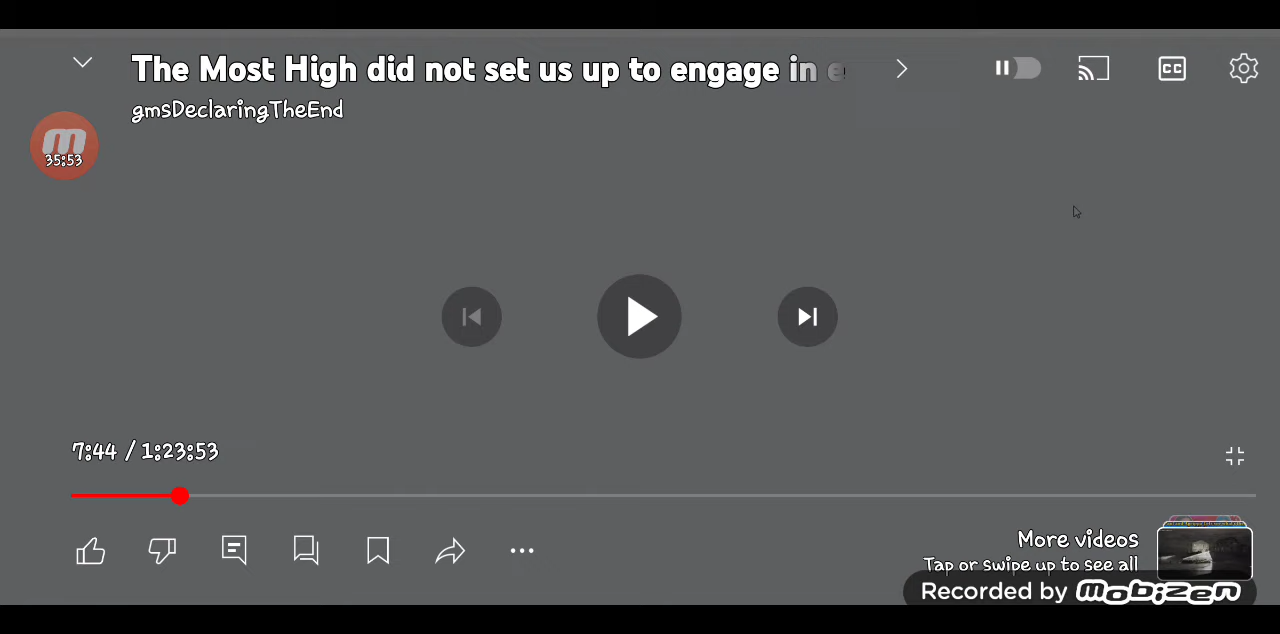 The Most High did not set us up to engage in
gmsDeclaringTheEnd
CC
m
35:53
7:44 / 1:23:53
More videos
Tap or swipe up to see all
Recorded by mobizen